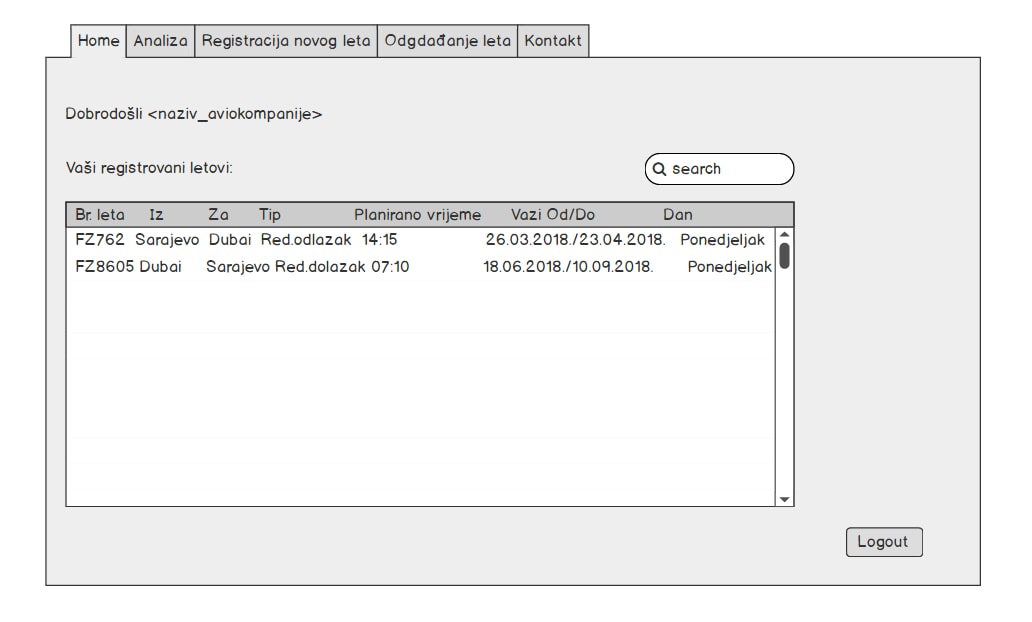 Home Analiza Registracija novog leta Odgdađanje leta Kontakt
Dobrodošli <naziv_aviokompanije>
Vaši registrovani letovi:
search
Br. leta Iz Za Tip Planirano vrijeme Vazi Od/Do Dan
FZ762 Sarajevo Dubai Red.odlazak 14:15 26.03.2018./23.04.2018. Ponedjeljak
FZ8605 Dubai Sarajevo Red.dolazak 07:10 18.06.2018./10.09.2018. Ponedjeljak
Logout